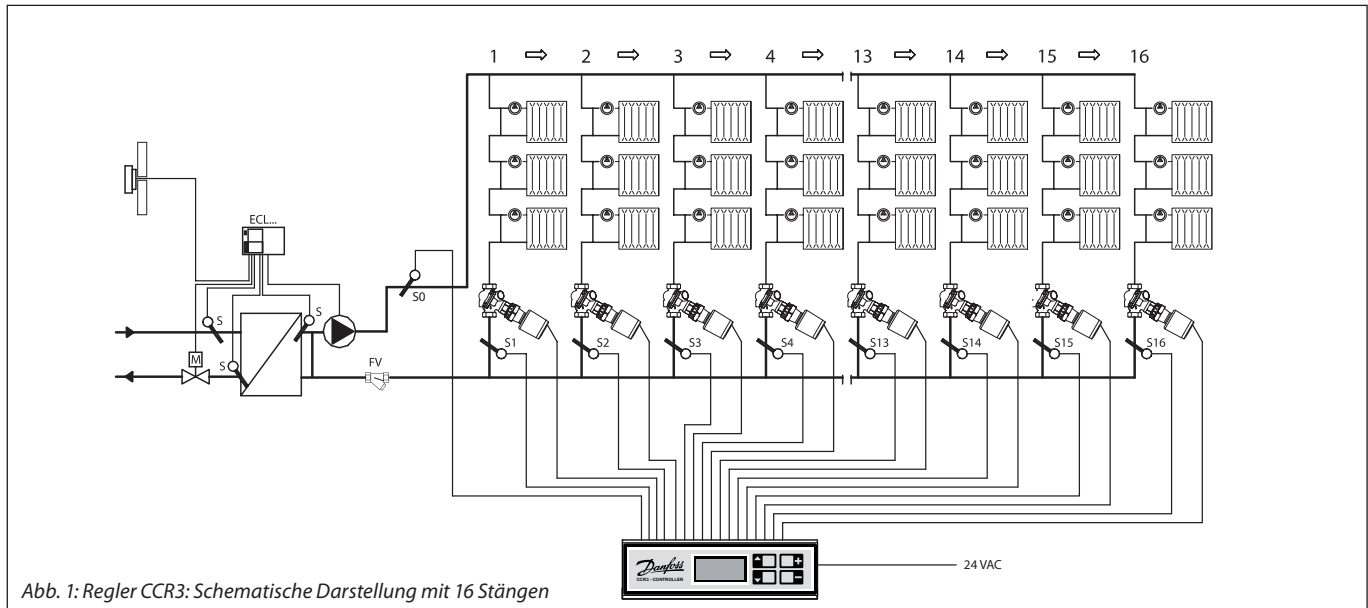 1 ⇨ 2 ⇨ 3 ⇨ 4 ⇨ 13 ⇨ 14 ⇨ 15 ⇨ 16
ECL...
S0
S
S
M
S
FV
S1
S2
S3
S4
S13
S14
S15
S16
Danfoss
CCR3 - CONTROLLER
+
−
24 VAC
Abb. 1: Regler CCR3: Schematische Darstellung mit 16 Stängen